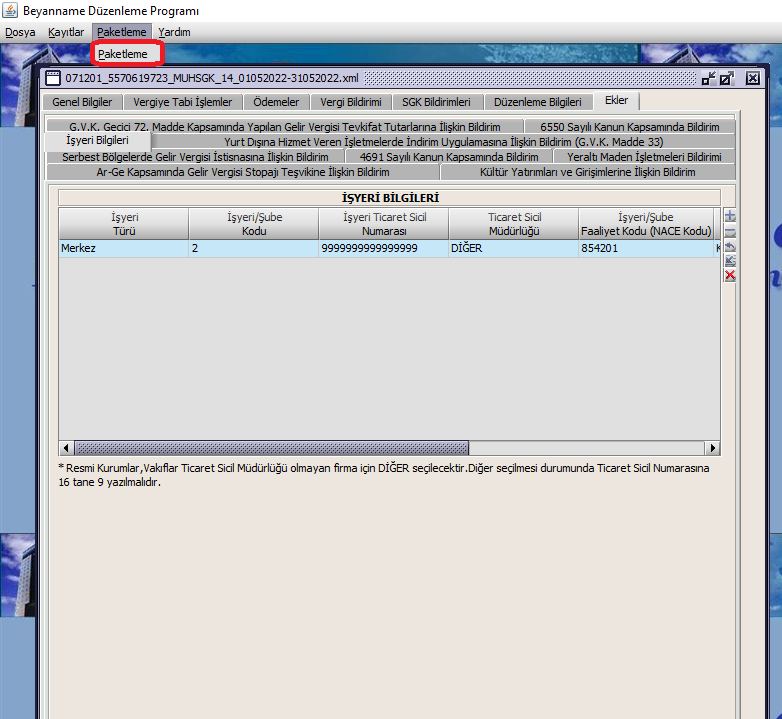 Beyanname Düzenleme Programı
Dosya Kayıtlar Paketleme Yardım
Paketleme
071201_5570619723_MUHSGK_14_01052022-31052022.xml
Genel Bilgiler Vergiye Tabi İşlemler Ödemeler Vergi Bildirimi SGK Bildirimleri Düzenleme Bilgileri Ekler
G.V.K. Geçici 72. Madde Kapsamında Yapılan Gelir Vergisi Tevkifat Tutarlarına İlişkin Bildirim 6550 Sayılı Kanun Kapsamında Bildirim
İşyeri Bilgileri Yurt Dışına Hizmet Veren İşletmelerde İndirim Uygulamasına İlişkin Bildirim (G.V.K. Madde 33)
Serbest Bölgelerde Gelir Vergisi İstisnasına İlişkin Bildirim 4691 Sayılı Kanun Kapsamında Bildirim Yeraltı Maden İşletmeleri Bildirimi
Ar-Ge Kapsamında Gelir Vergisi Stopajı Teşvikine İlişkin Bildirim Kültür Yatırımları ve Girişimlerine İlişkin Bildirim
İŞYERİ BİLGİLERİ
İşyeri Türü İşyeri/Şube Kodu İşyeri Ticaret Sicil Numarası Ticaret Sicil Müdürlüğü İşyeri/Şube Faaliyet Kodu (NACE Kodu)
Merkez 2 9999999999999999 DİĞER 854201
* Resmi Kurumlar,Vakıflar Ticaret Sicil Müdürlüğü olmayan firma için DİĞER seçilecektir.Diğer seçilmesi durumunda Ticaret Sicil Numarasına
16 tane 9 yazılmalıdır.